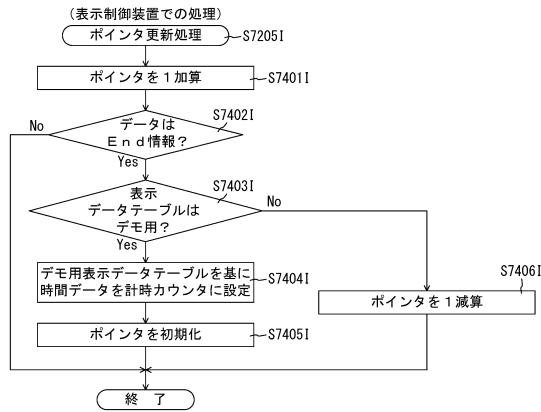 (表示制御装置での処理)
ポインタ更新処理
S7205I
ポインタを1加算
S7401I
データは
End情報?
S7402I
No
Yes
表示
データテーブルは
デモ用?
S7403I
No
Yes
デモ用表示データテーブルを基に
時間データを計時カウンタに設定
S7404I
ポインタを1減算
S7406I
ポインタを初期化
S7405I
終 了